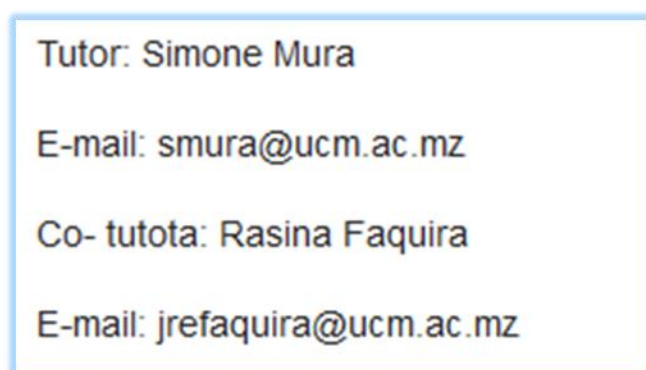 Tutor: Simone Mura
E-mail: smura@ucm.ac.mz
Co- tutota: Rasina Faquira
E-mail: jrefaquira@ucm.ac.mz